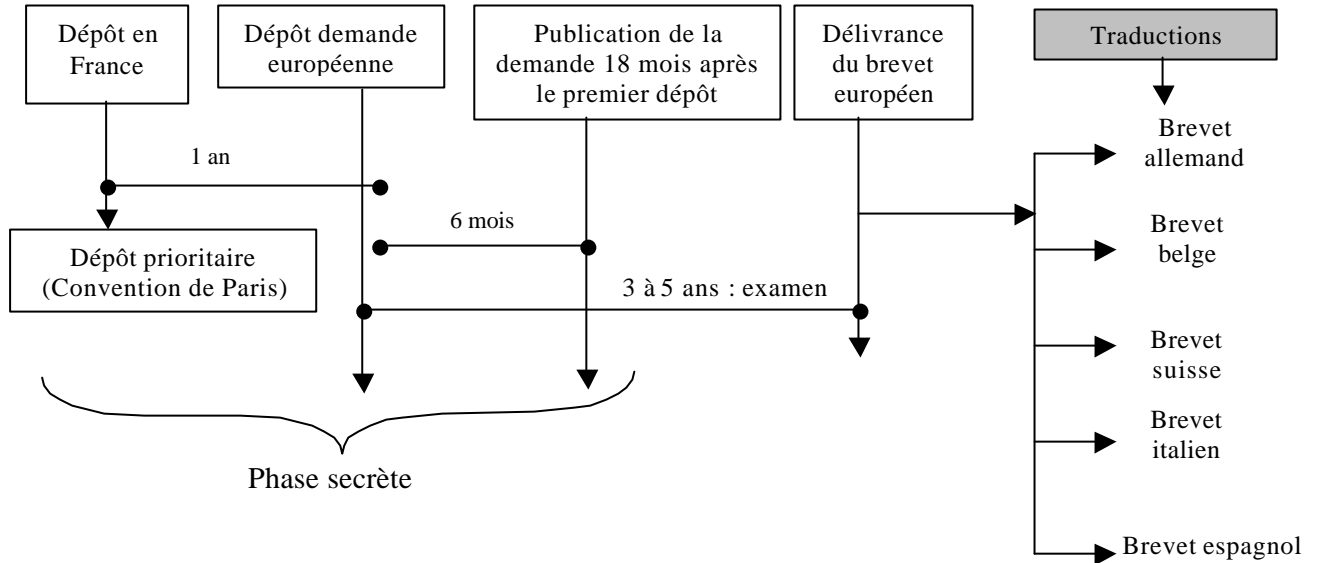 Dépôt en
France
Dépôt demande
européenne
Publication de la
demande 18 mois après
le premier dépôt
Délivrance
du brevet
européen
Traductions
1 an
6 mois
Dépôt prioritaire
(Convention de Paris)
3 à 5 ans : examen
Phase secrète
Brevet
allemand
Brevet
belge
Brevet
suisse
Brevet
italien
Brevet espagnol